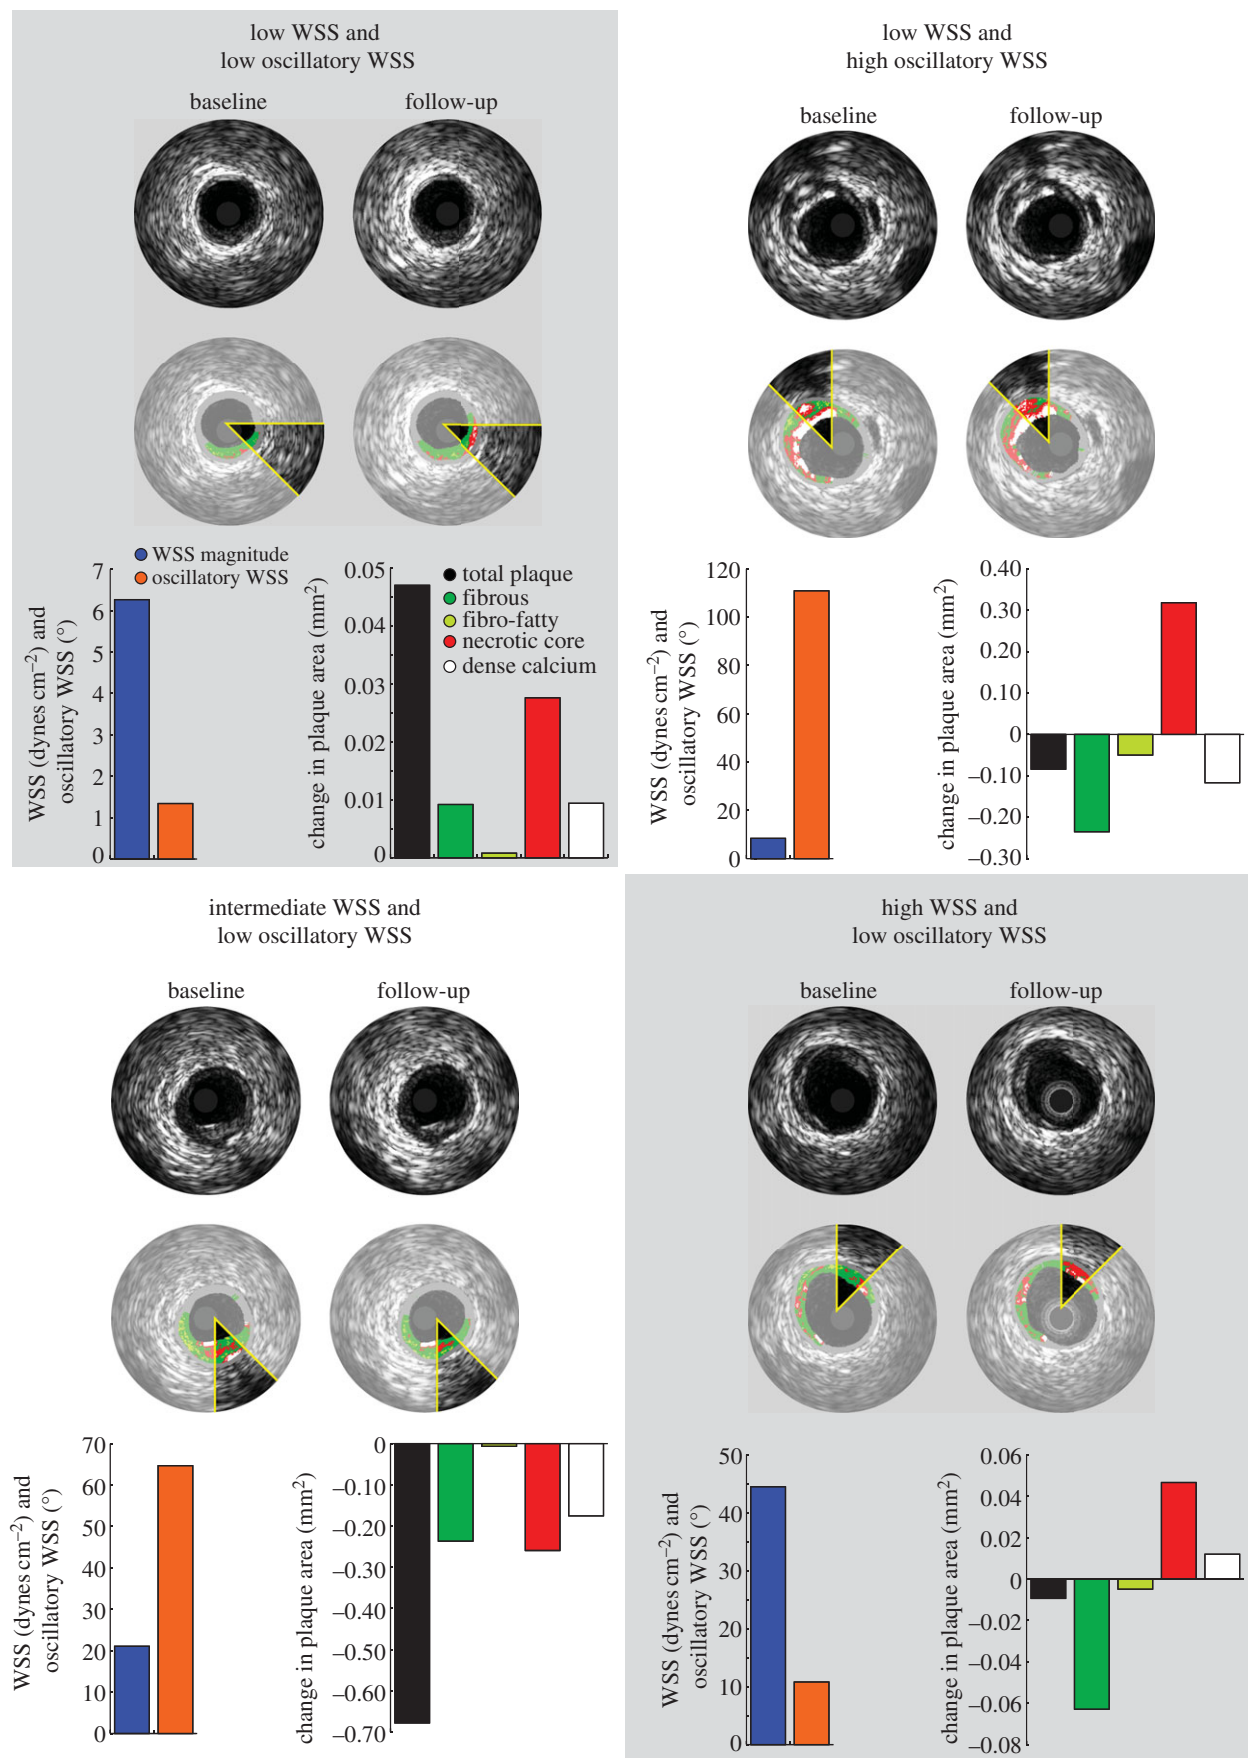 low WSS and
low oscillatory WSS
baseline
follow-up
WSS magnitude
oscillatory WSS
WSS (dynes cm−2) and
oscillatory WSS (°)
7
6
5
4
3
2
1
0
change in plaque area (mm2)
0.05
0.04
0.03
0.02
0.01
0
total plaque
fibrous
fibro-fatty
necrotic core
dense calcium
low WSS and
high oscillatory WSS
baseline
follow-up
WSS (dynes cm−2) and
oscillatory WSS (°)
120
100
80
60
40
20
0
change in plaque area (mm2)
0.40
0.30
0.20
0.10
0
−0.10
−0.20
−0.30
intermediate WSS and
low oscillatory WSS
baseline
follow-up
WSS (dynes cm−2) and
oscillatory WSS (°)
70
60
50
40
30
20
10
0
change in plaque area (mm2)
0
−0.10
−0.20
−0.30
−0.40
−0.50
−0.60
−0.70
high WSS and
low oscillatory WSS
baseline
follow-up
WSS (dynes cm−2) and
oscillatory WSS (°)
50
40
30
20
10
0
change in plaque area (mm2)
0.06
0.04
0.02
0
−0.02
−0.04
−0.06
−0.08